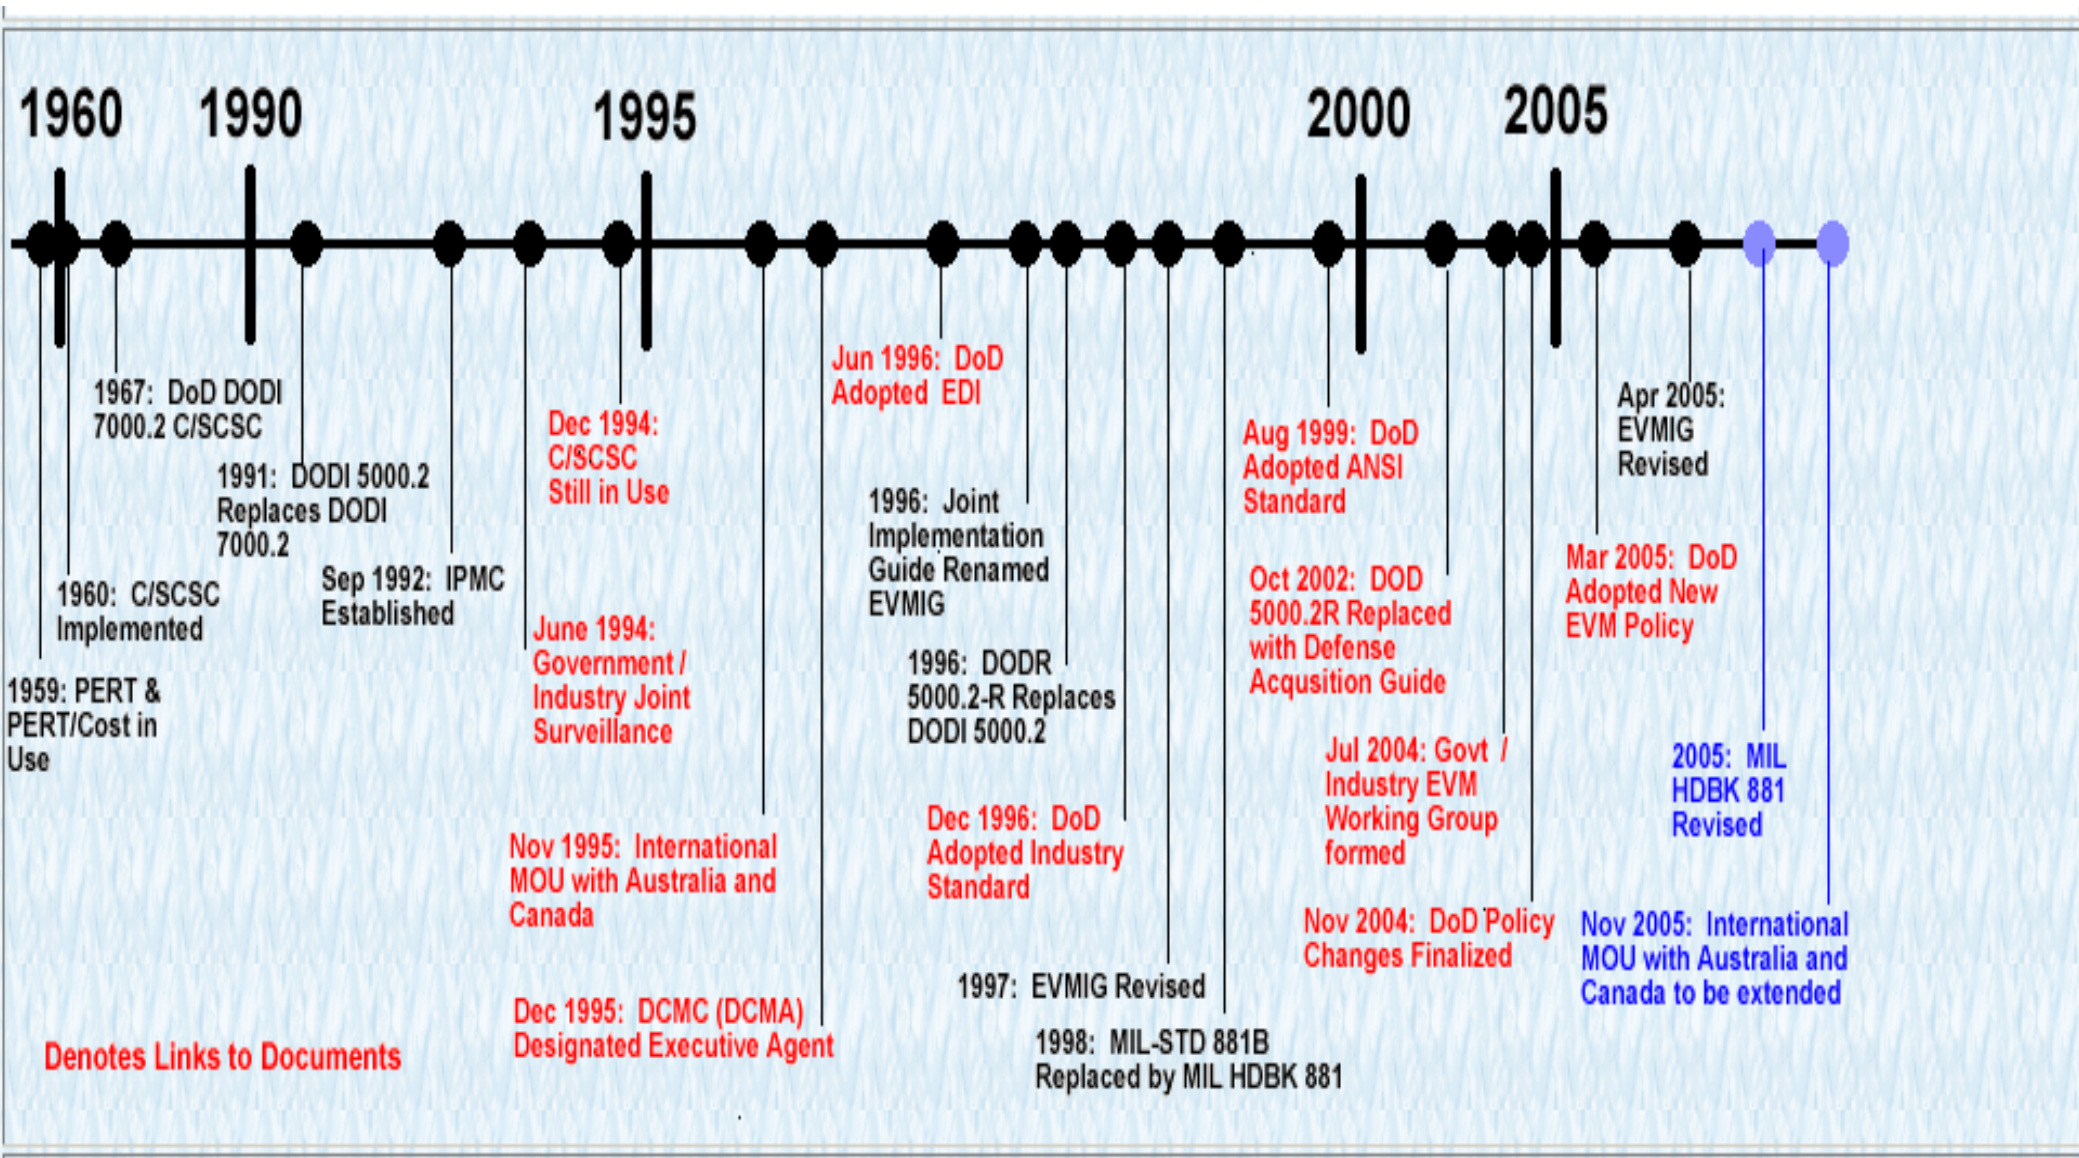 1960
1990
1995
2000
2005
1967:  DoD DODI
7000.2 C/SCSC
1991:  DODI 5000.2
Replaces DODI
7000.2
1960:  C/SCSC
Implemented
1959: PERT &
PERT/Cost in
Use
Sep 1992:  IPMC
Established
Dec 1994:
C/SCSC
Still in Use
June 1994:
Government /
Industry Joint
Surveillance
Nov 1995:  International
MOU with Australia and
Canada
Dec 1995:  DCMC (DCMA)
Designated Executive Agent
Jun 1996:  DoD
Adopted  EDI
1996:  Joint
Implementation
Guide Renamed
EVMIG
1996:  DODR
5000.2-R Replaces
DODI 5000.2
Dec 1996:  DoD
Adopted Industry
Standard
1997:  EVMIG Revised
1998:  MIL-STD 881B
Replaced by MIL HDBK 881
Aug 1999:  DoD
Adopted ANSI
Standard
Oct 2002:  DOD
5000.2R Replaced
with Defense
Acqusition Guide
Jul 2004: Govt  /
Industry EVM
Working Group
formed
Nov 2004:  DoD Policy
Changes Finalized
Mar 2005:  DoD
Adopted New
EVM Policy
Apr 2005:
EVMIG
Revised
2005:  MIL
HDBK 881
Revised
Nov 2005:  International
MOU with Australia and
Canada to be extended
Denotes Links to Documents